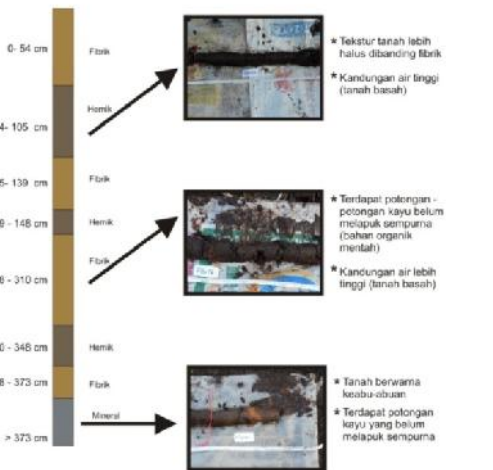 0- 54 cm
Fibrik
Hemik
4- 105 cm
5- 139 cm
Fibrik
9 - 148 cm
Hemik
Fibrik
8 - 310 cm
0 - 348 cm
Hemik
8 - 373 cm
Fibrik
Mineral
> 373 cm
* Tekstur tanah lebih
halus dibanding fibrik
* Kandungan air tinggi
(tanah basah)
* Terdapat potongan -
potongan kayu belum
melapuk sempurna
(bahan organik
mentah)
* Kandungan air lebih
tinggi (tanah basah)
* Tanah berwarna
keabu-abuan
* Terdapat potongan
kayu yang belum
melapuk sempurna